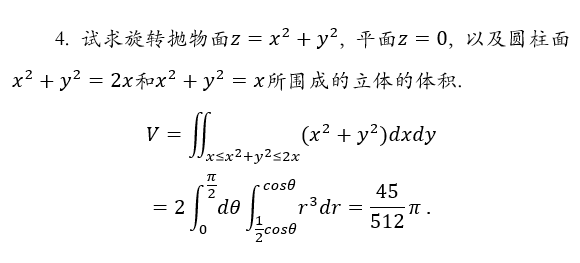 4. 试求旋转抛物面z = x² + y², 平面z = 0, 以及圆柱面
x² + y² = 2x和x² + y² = x所围成的立体的体积.
V = ∬_{x≤x²+y²≤2x} (x² + y²)dxdy
= 2∫_0^{π/2} dθ ∫_{1/2 cosθ}^{cosθ} r³dr = 45/512 π .